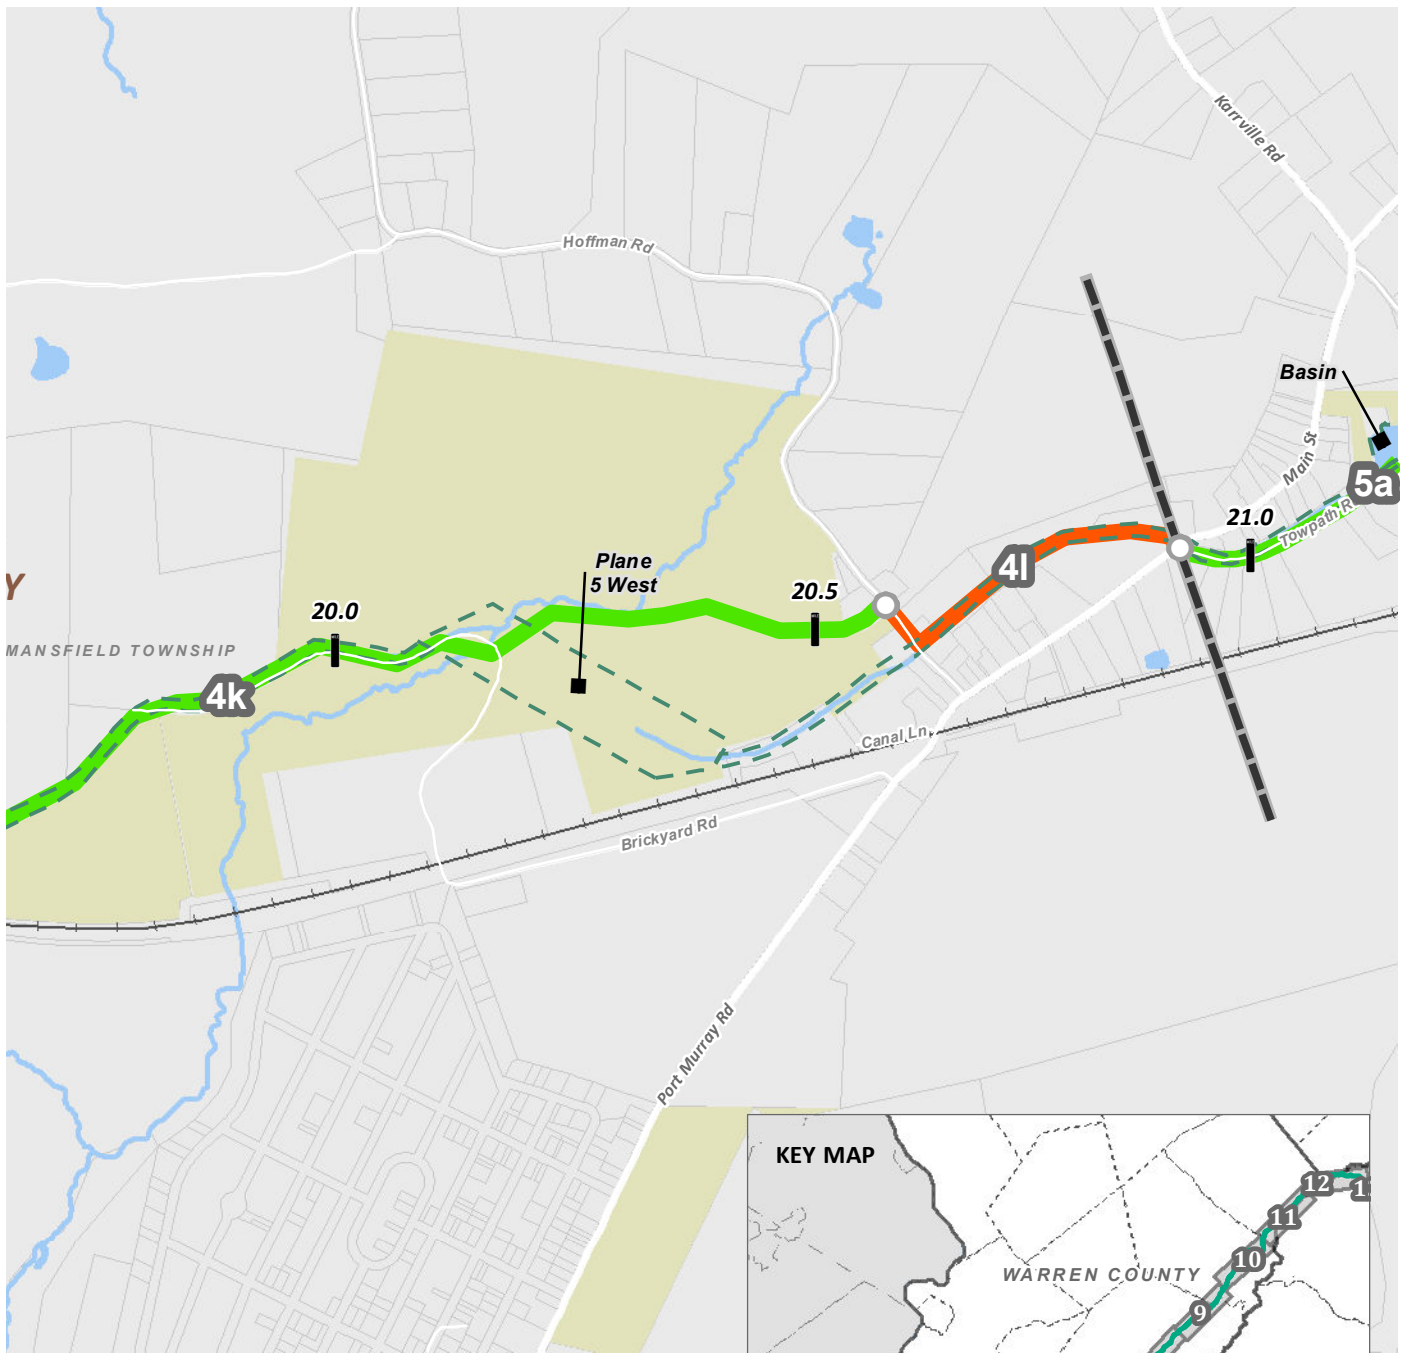 Karrville Rd
Hoffman Rd
Basin
Main St
5a
21.0
Towpath R
Plane
5 West
4l
20.5
20.0
Y
MANSFIELD TOWNSHIP
4k
Canal Ln
Brickyard Rd
Port Murray Rd
KEY MAP
12
1
11
10
WARREN COUNTY
9